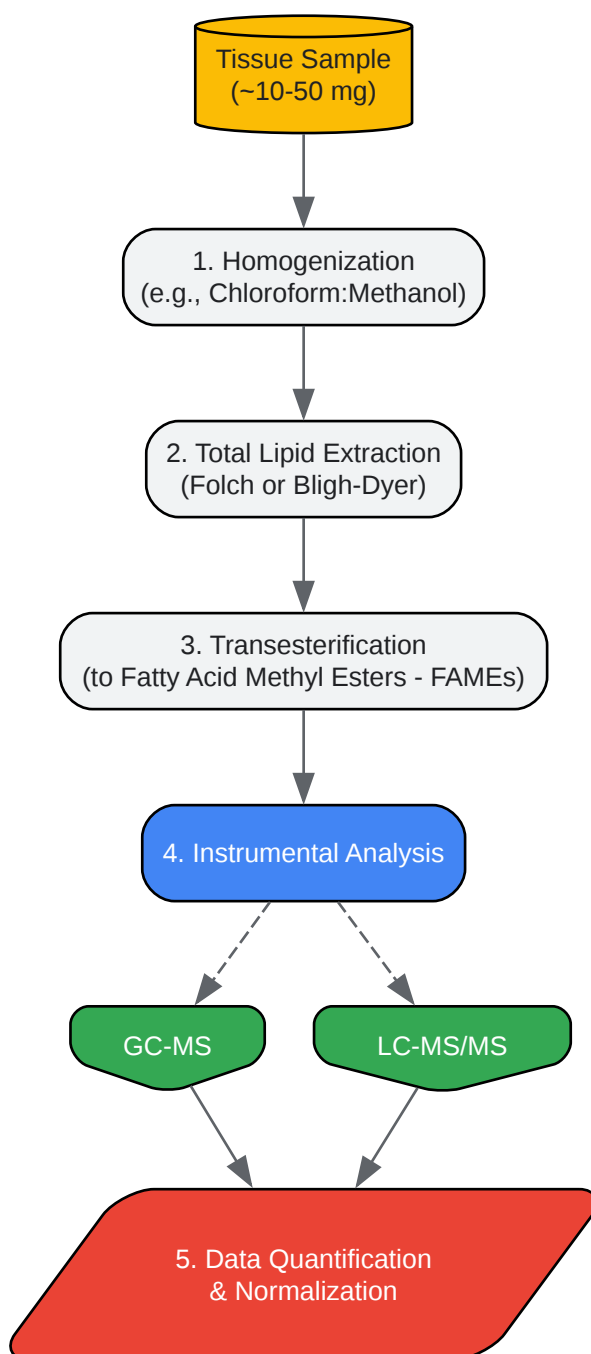 Tissue Sample
(~10-50 mg)
1. Homogenization
(e.g., Chloroform:Methanol)
2. Total Lipid Extraction
(Folch or Bligh-Dyer)
3. Transesterification
(to Fatty Acid Methyl Esters - FAMEs)
4. Instrumental Analysis
GC-MS
LC-MS/MS
5. Data Quantification
& Normalization